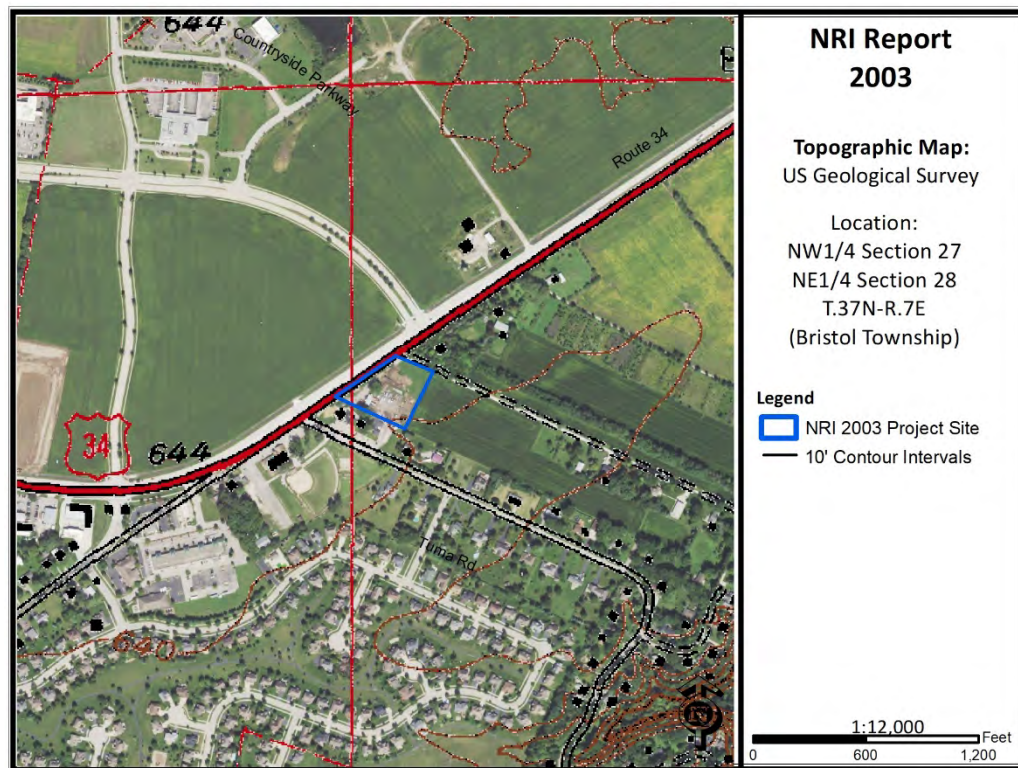 644
Countryside
Parkway
Route 34
34
644
Tuma Rd
640
NRI Report
2003
Topographic Map:
US Geological Survey
Location:
NW1/4 Section 27
NE1/4 Section 28
T.37N-R.7E
(Bristol Township)
Legend
NRI 2003 Project Site
10' Contour Intervals
N
1:12,000
Feet
0 600 1,200